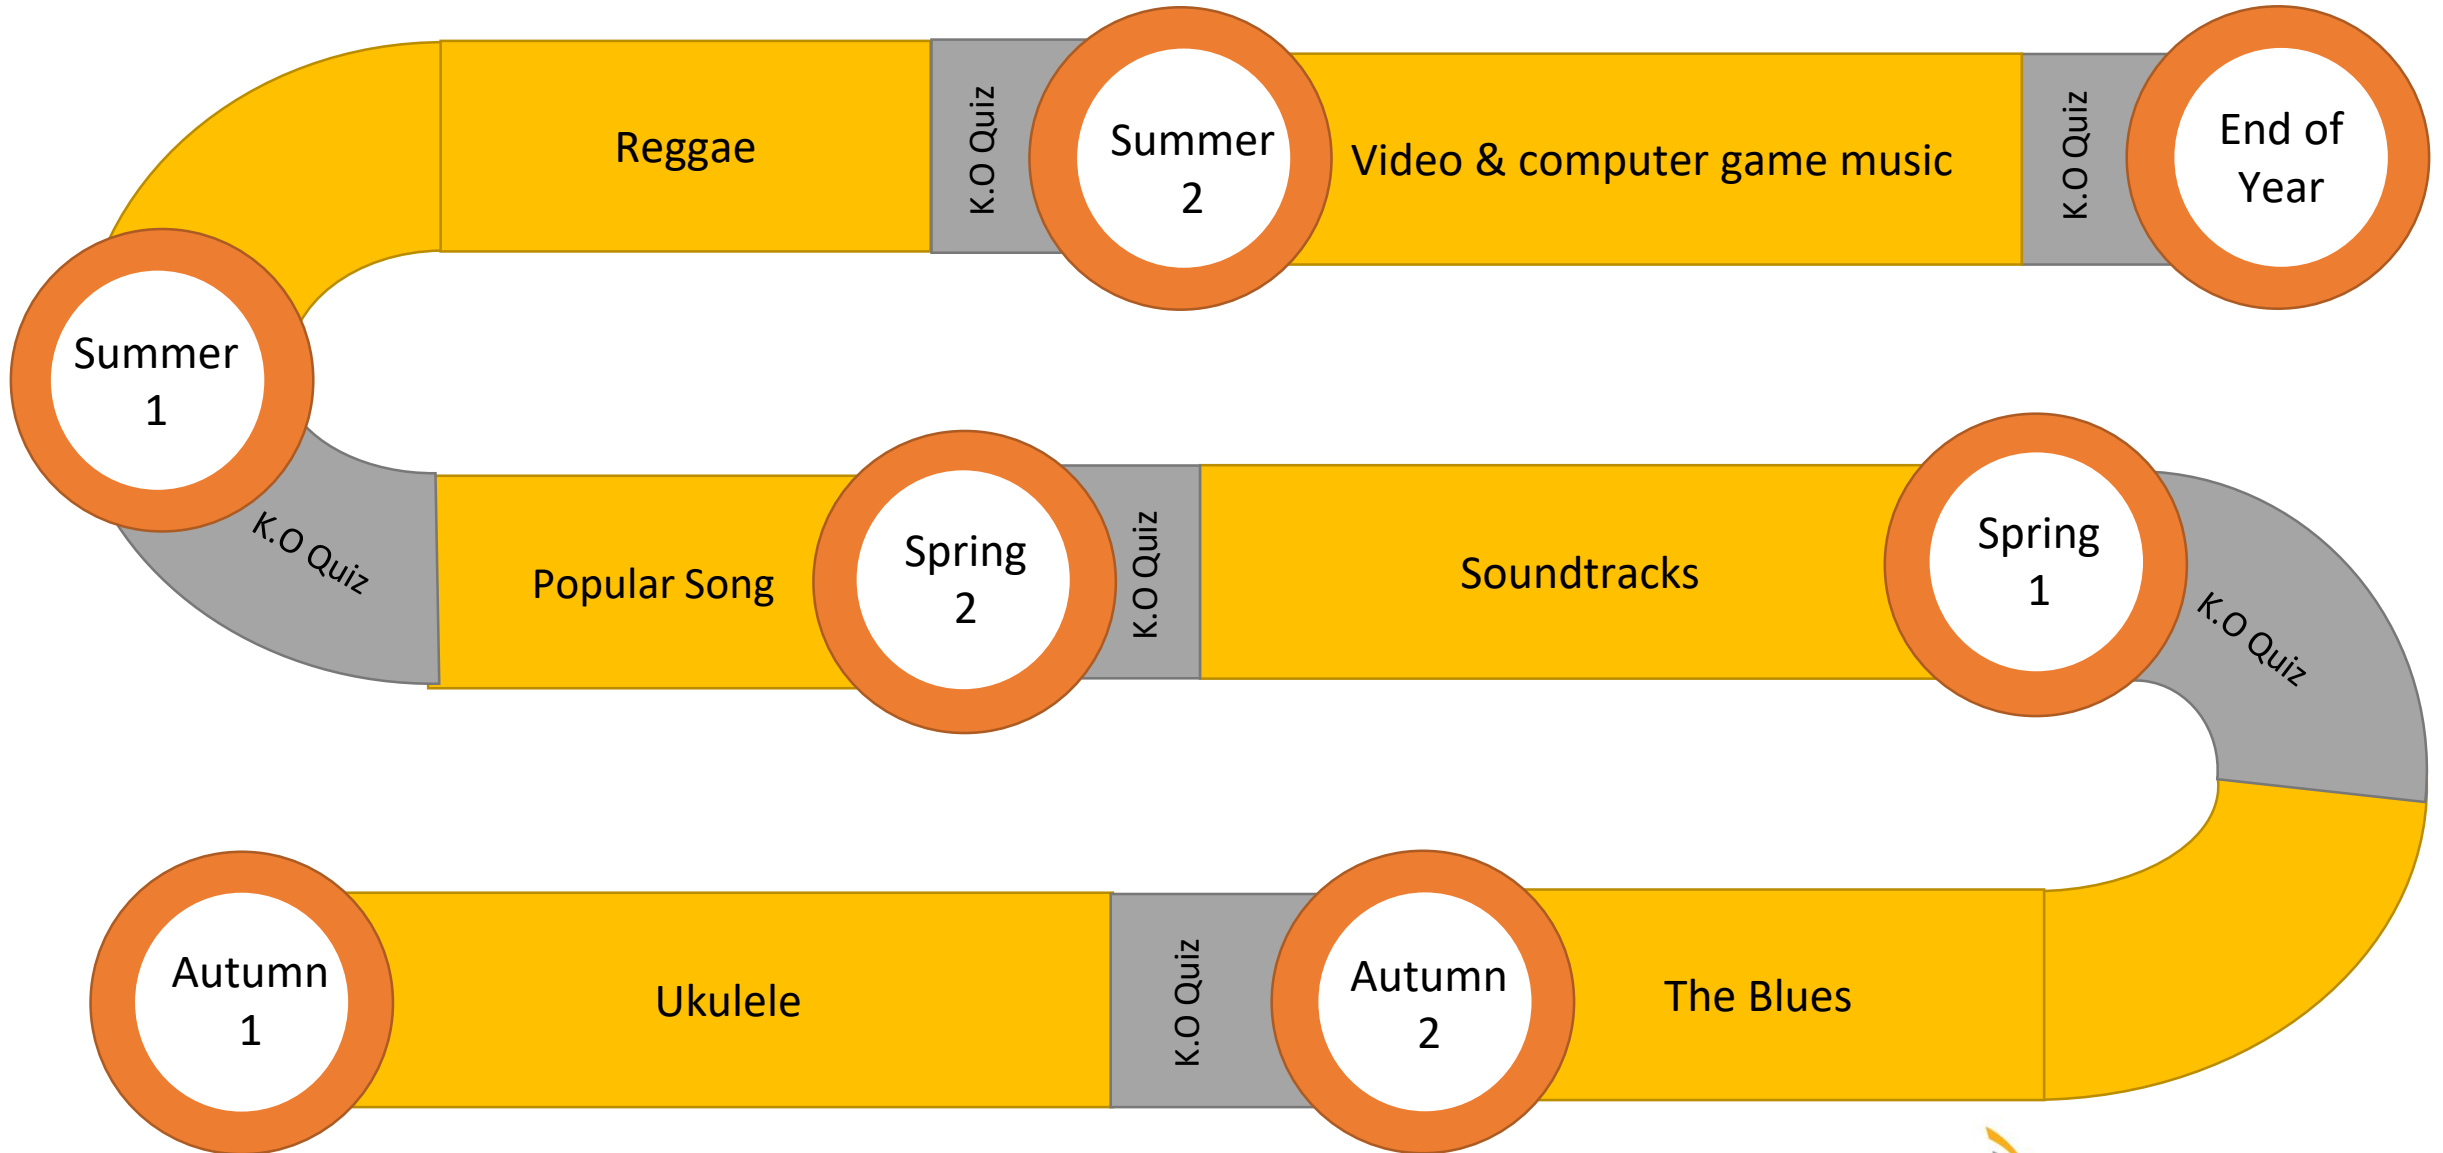 Reggae
K.O Quiz
Summer
2
Video & computer game music
K.O Quiz
End of
Year
Summer
1
K.O Quiz
Popular Song
Spring
2
K.O Quiz
Soundtracks
Spring
1
K.O Quiz
Autumn
1
Ukulele
K.O Quiz
Autumn
2
The Blues